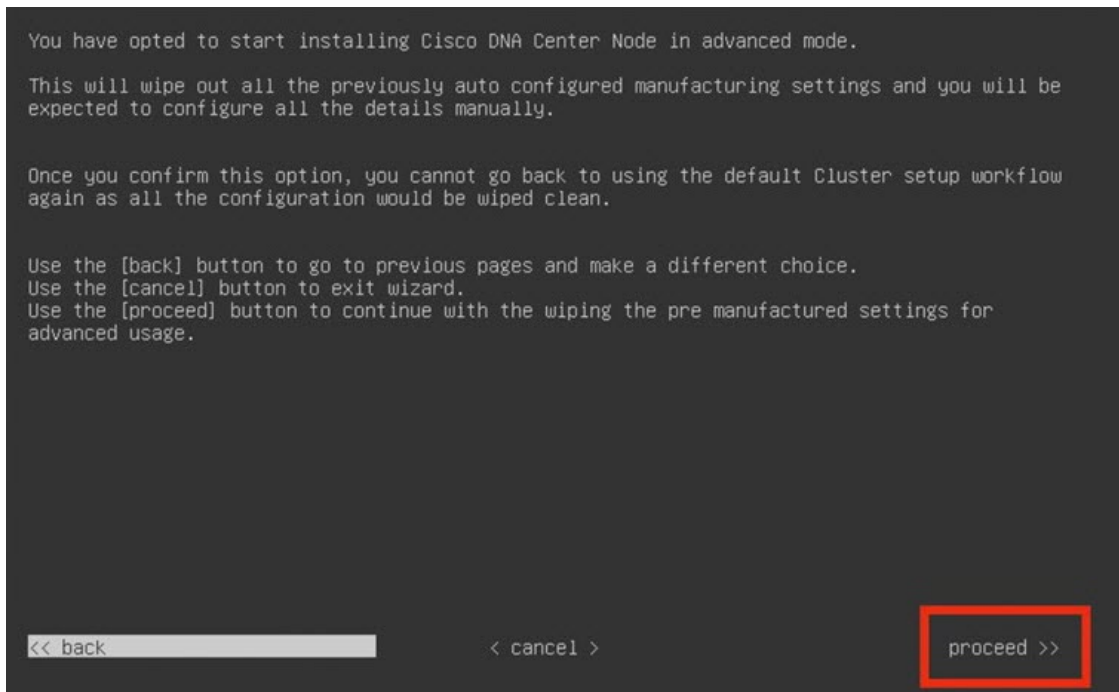 You have opted to start installing Cisco DNA Center Node in advanced mode.
This will wipe out all the previously auto configured manufacturing settings and you will be
expected to configure all the details manually.
Once you confirm this option, you cannot go back to using the default Cluster setup workflow
again as all the configuration would be wiped clean.
Use the [back] button to go to previous pages and make a different choice.
Use the [cancel] button to exit wizard.
Use the [proceed] button to continue with the wiping the pre manufactured settings for
advanced usage.
<< back < cancel > proceed >>